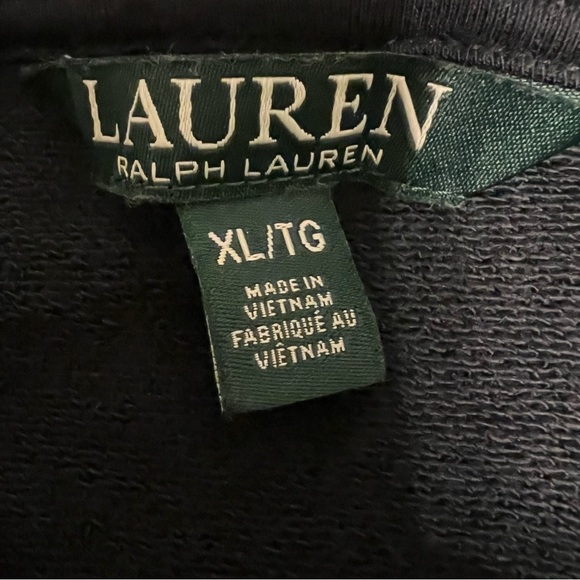 LAUREN
RALPH LAUREN
XL/TG
MADE IN
VIETNAM
FABRIQUÉ AU
VIÊTNAM